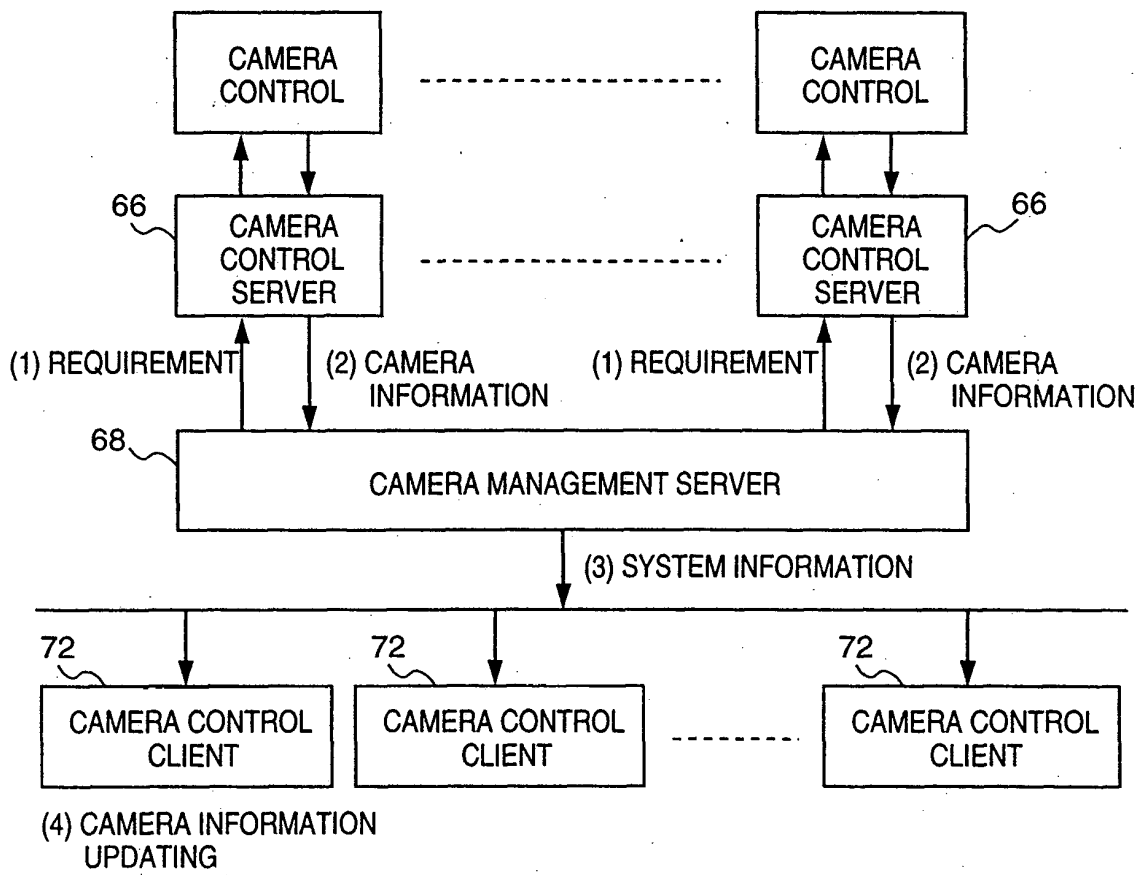 CAMERA
CONTROL
CAMERA
CONTROL
66
CAMERA
CONTROL
SERVER
CAMERA
CONTROL
SERVER
66
(1) REQUIREMENT
(2) CAMERA
INFORMATION
(1) REQUIREMENT
(2) CAMERA
INFORMATION
68
CAMERA MANAGEMENT SERVER
(3) SYSTEM INFORMATION
72
CAMERA CONTROL
CLIENT
72
CAMERA CONTROL
CLIENT
72
CAMERA CONTROL
CLIENT
(4) CAMERA INFORMATION
UPDATING